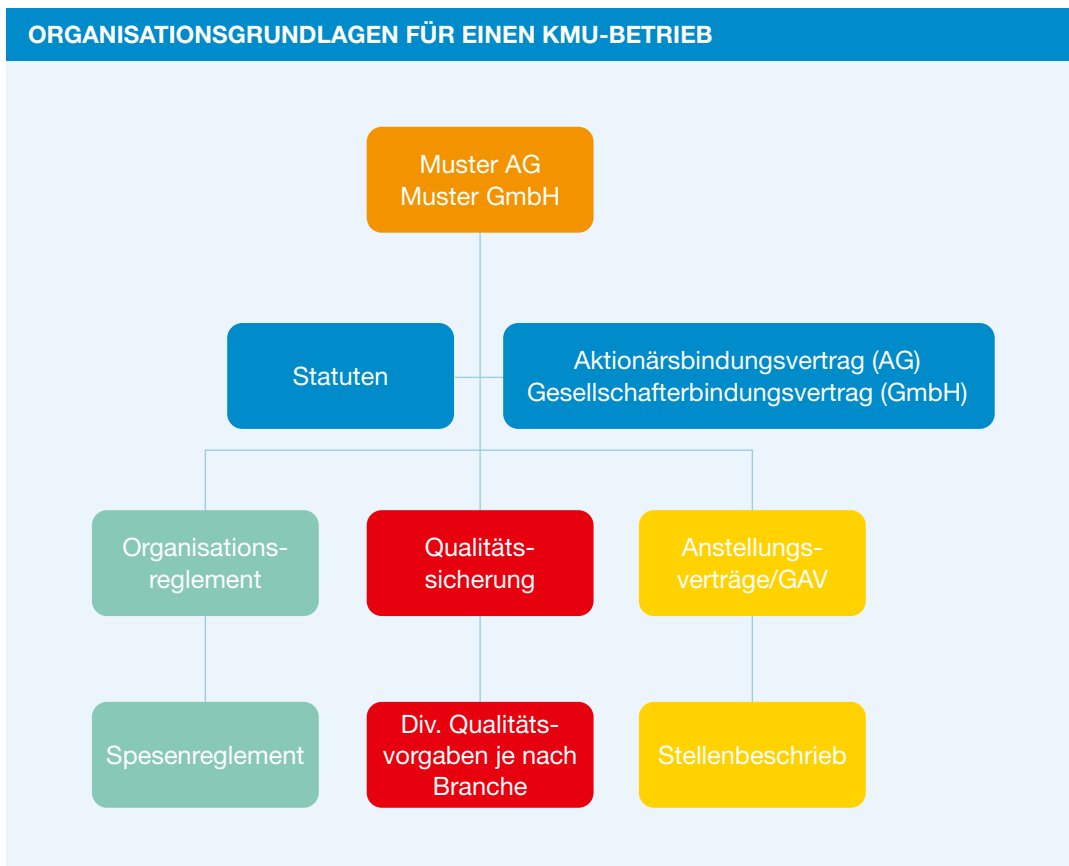 ORGANISATIONSGRUNDLAGEN FÜR EINEN KMU-BETRIEB
Muster AG
Muster GmbH
Statuten
Aktionärsbindungsvertrag (AG)
Gesellschafterbindungsvertrag (GmbH)
Organisations-
reglement
Qualitäts-
sicherung
Anstellungs-
verträge/GAV
Spesenreglement
Div. Qualitäts-
vorgaben je nach
Branche
Stellenbeschrieb